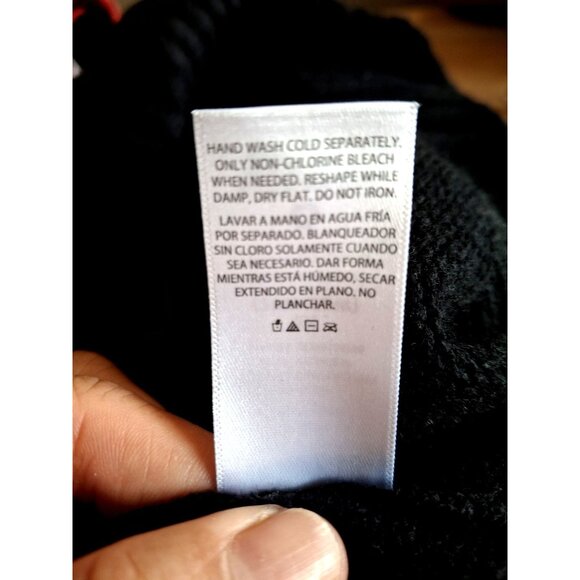 HAND WASH COLD SEPARATELY.
ONLY NON-CHLORINE BLEACH
WHEN NEEDED. RESHAPE WHILE
DAMP, DRY FLAT. DO NOT IRON.
LAVAR A MANO EN AGUA FRÍA
POR SEPARADO. BLANQUEADOR
SIN CLORO SOLAMENTE CUANDO
SEA NECESARIO. DAR FORMA
MIENTRAS ESTÁ HÚMEDO, SECAR
EXTENDIDO EN PLANO. NO
PLANCHAR.